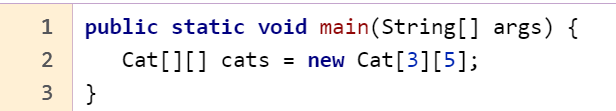 1 public static void main(String[] args) {
2 Cat[][] cats = new Cat[3][5];
3 }